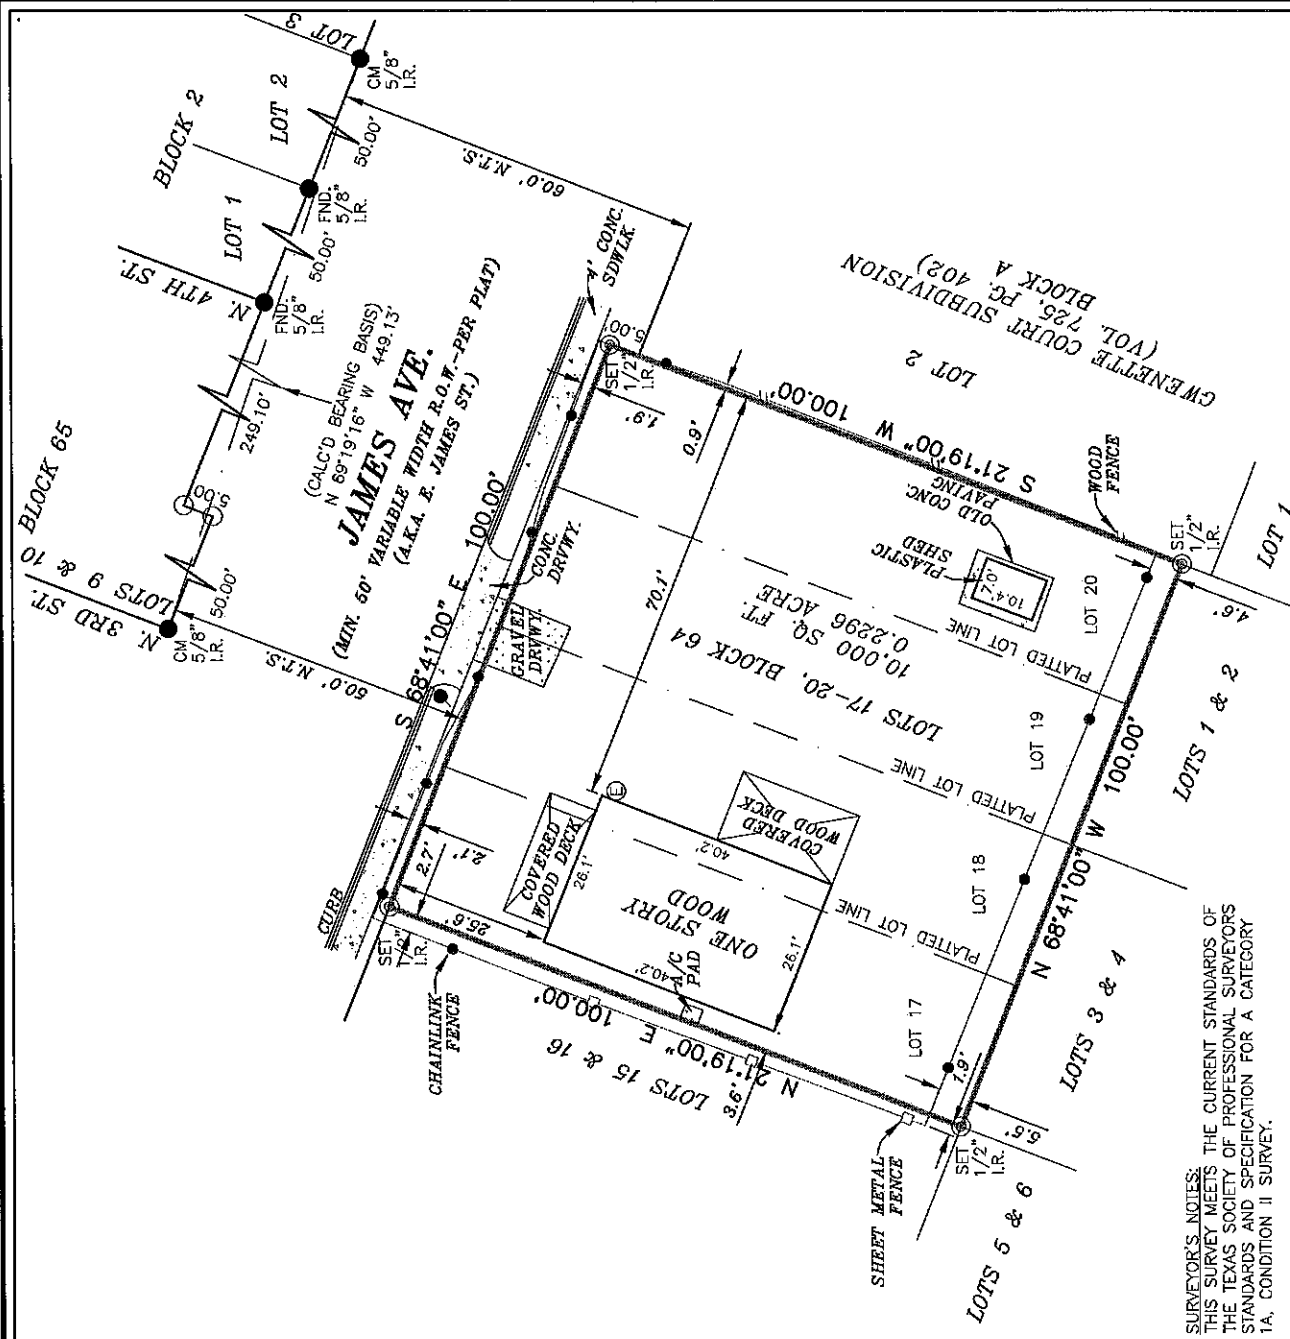 LOT 3
CM
5/8"
I.R.
LOT 2
BLOCK 2
50.00'
FND.
5/8"
I.R.
LOT 1
50.00'
N. 4TH ST.
FND.
5/8"
I.R.
249.10'
(CALC'D BEARING BASIS)
N 69°19'16" W 449.13'
JAMES AVE.
(MIN. 50' VARIABLE WIDTH R.O.W.-PER PLAT)
(A.K.A. E. JAMES ST.)
BLOCK 65
5.00'
LOTS 9 & 10
50.00'
N. 3RD ST.
CM
5/8"
I.R.
50.0' N.T.S.
60.0' N.T.S.
4' CONC.
SDWLK.
5.00'
SET
1/2"
I.R.
1.9'
0.9'
S 68°41'00" E 100.00'
CONC.
DRVWY.
GRAVEL
DRVWY.
CURB
SET
1/2"
I.R.
2.7'
2.1'
25.6'
70.1'
COVERED
WOOD DECK
26.1'
E
40.2'
COVERED
WOOD DECK
ONE STORY
WOOD
40.2'
26.1'
A/C
PAD
CHAINLINK
FENCE
N 21°19'00" E 100.00'
LOTS 15 & 16
3.6'
SHEET METAL
FENCE
LOTS 17-20, BLOCK 64
10,000 SQ. FT.
0.2296 ACRE
PLASTIC
SHED
OLD CONC.
PAVING
7.0'
10.4'
S 21°19'00" W 100.00'
LOT 2
GWENETTE COURT SUBDIVISION
(VOL. 725, PG. 402)
BLOCK A
WOOD
FENCE
SET
1/2"
I.R.
LOT 1
4.6'
PLATTED LOT LINE
PLATTED LOT LINE
PLATTED LOT LINE
LOT 20
LOT 19
LOT 18
LOT 17
N 68°41'00" W 100.00'
LOTS 1 & 2
LOTS 3 & 4
LOTS 5 & 6
1.9'
5.5'
SET
1/2"
I.R.
SURVEYOR'S NOTES:
THIS SURVEY MEETS THE CURRENT STANDARDS OF
THE TEXAS SOCIETY OF PROFESSIONAL SURVEYORS
STANDARDS AND SPECIFICATION FOR A CATEGORY
1A, CONDITION II SURVEY.